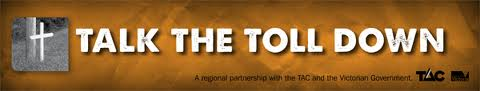 TALK THE TOLL DOWN
A regional partnership with the TAC and the Victorian Government.
TAC